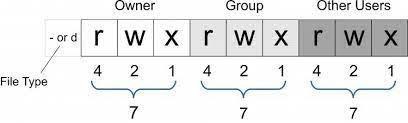 Owner Group Other Users
- or d r w x r w x r w x
File Type
4 2 1 4 2 1 4 2 1
7 7 7